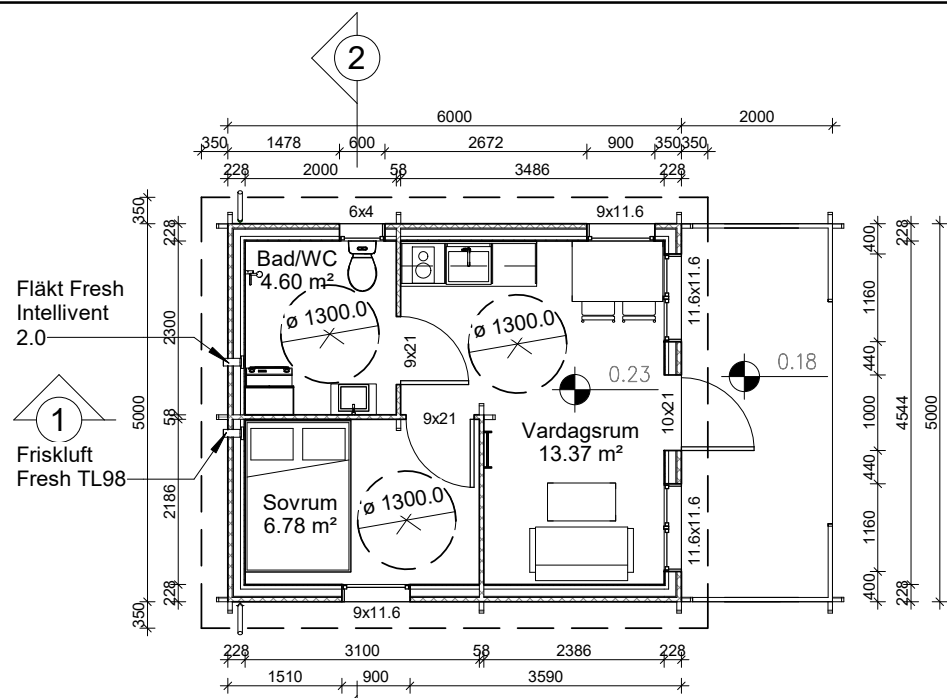 2
6000
2000
350
1478
600
2672
900
350
350
228
2000
58
3486
228
350
228
2300
58
5000
2186
228
350
6x4
9x11.6
Bad/WC
4.60 m²
Fläkt Fresh
Intellivent
2.0
ø 1300.0
ø 1300.0
9x21
11.6x11.6
0.23
0.18
1
Friskluft
Fresh TL98
9x21
10x21
Vardagsrum
13.37 m²
Sovrum
6.78 m²
ø 1300.0
11.6x11.6
9x11.6
400
1160
440
1000
440
1160
400
228
4544
228
5000
228
3100
58
2386
228
1510
900
3590